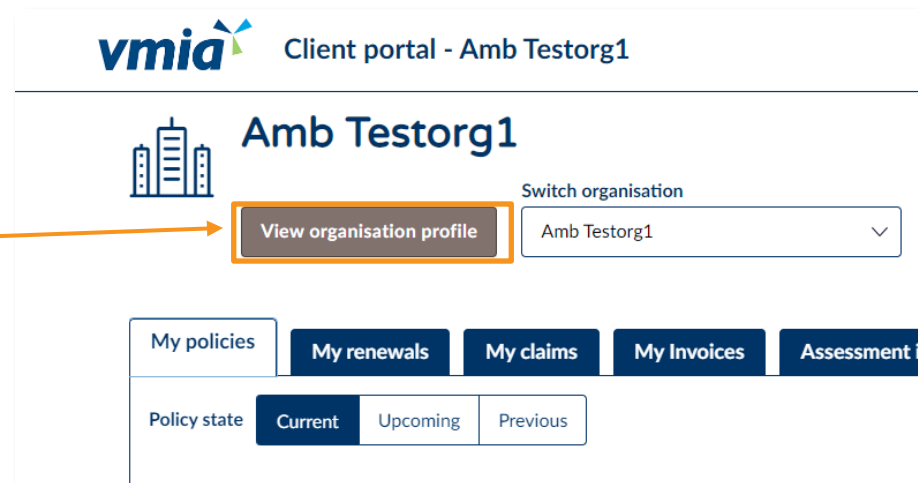 vmia Client portal - Amb Testorg1
Amb Testorg1
Switch organisation
View organisation profile Amb Testorg1
My policies My renewals My claims My Invoices Assessment i
Policy state Current Upcoming Previous